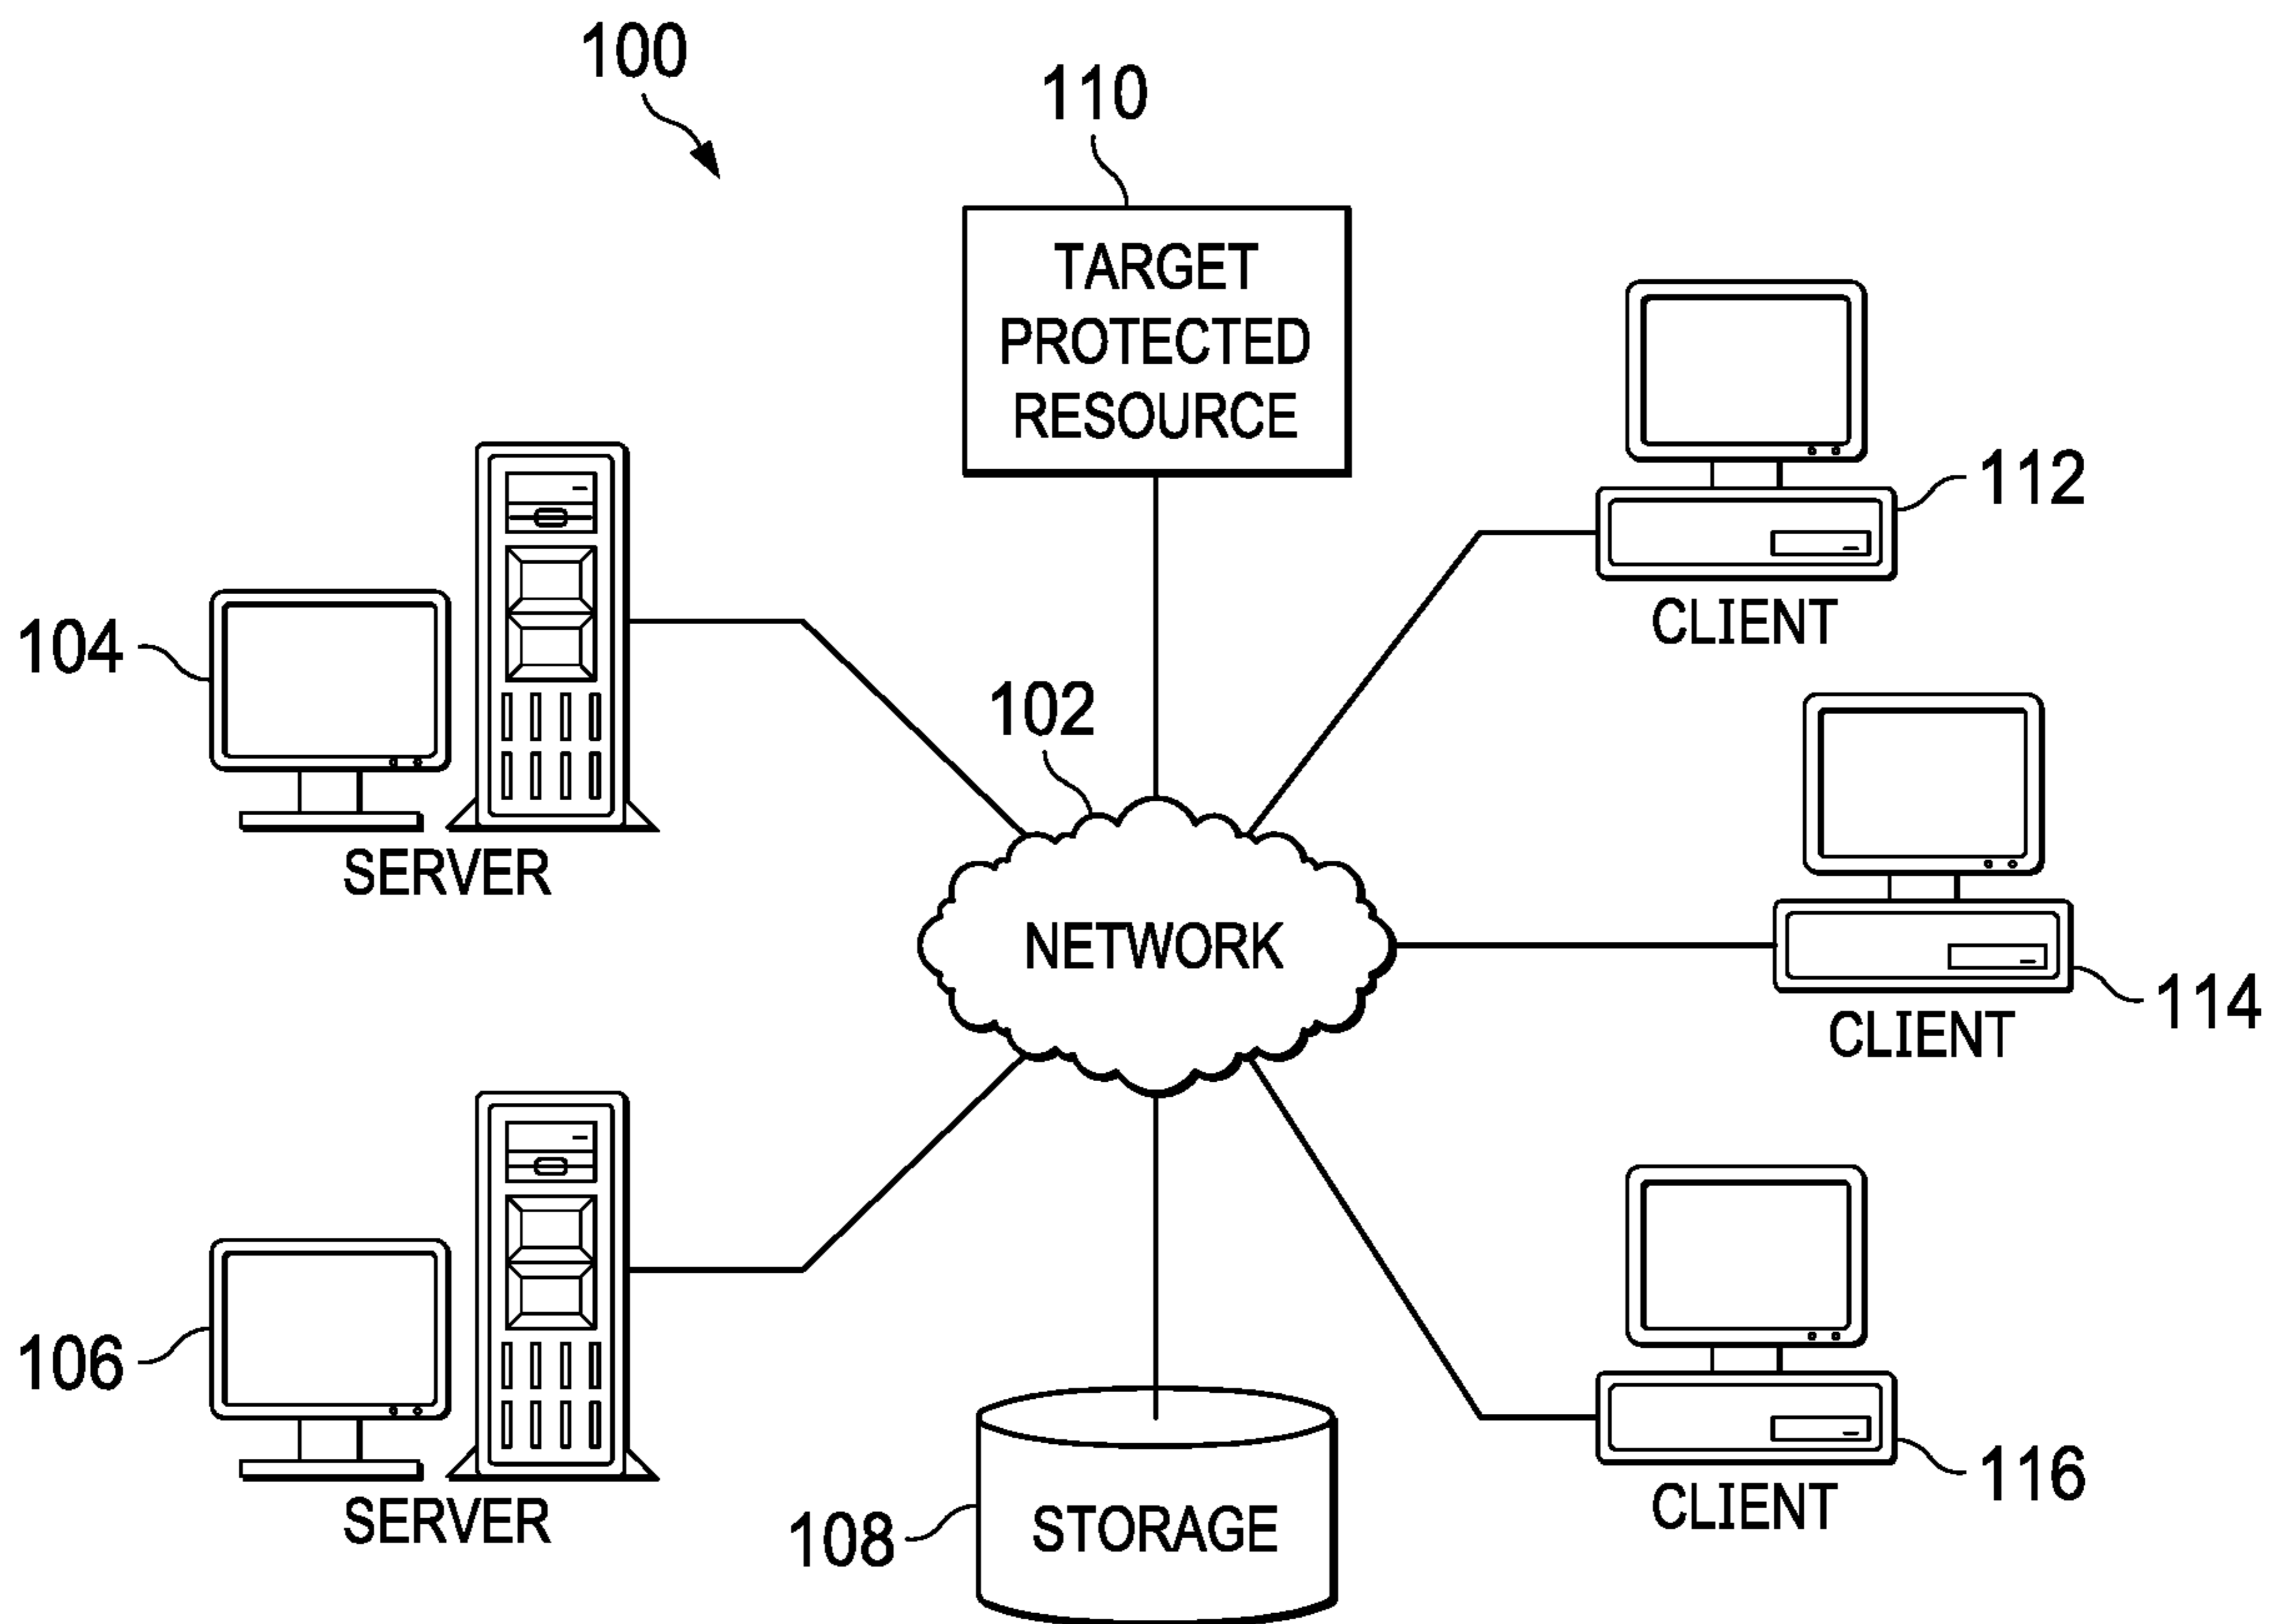 100
110
TARGET
PROTECTED
RESOURCE
112
CLIENT
104
SERVER
102
NETWORK
114
CLIENT
106
SERVER
108
STORAGE
116
CLIENT